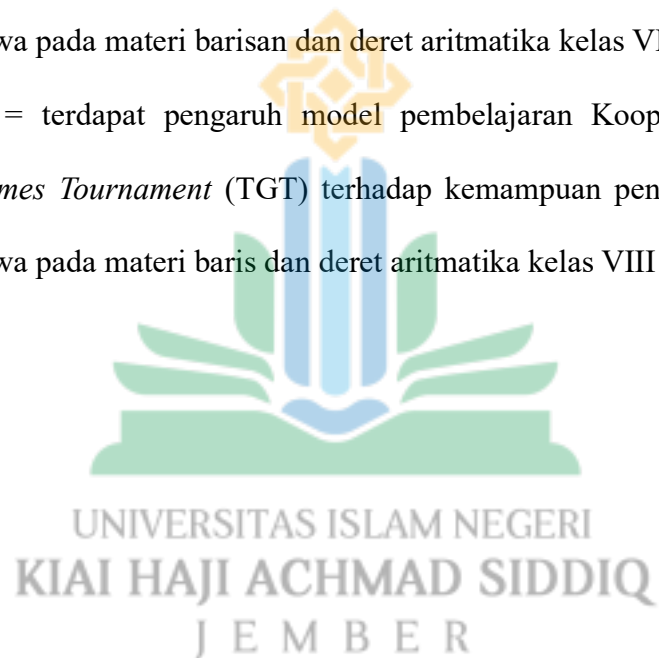 wa pada materi barisan dan deret aritmatika kelas VI
= terdapat pengaruh model pembelajaran Koop
mes Tournament (TGT) terhadap kemampuan pen
wa pada materi baris dan deret aritmatika kelas VIII
UNIVERSITAS ISLAM NEGERI
KIAI HAJI ACHMAD SIDDIQ
JEMBER